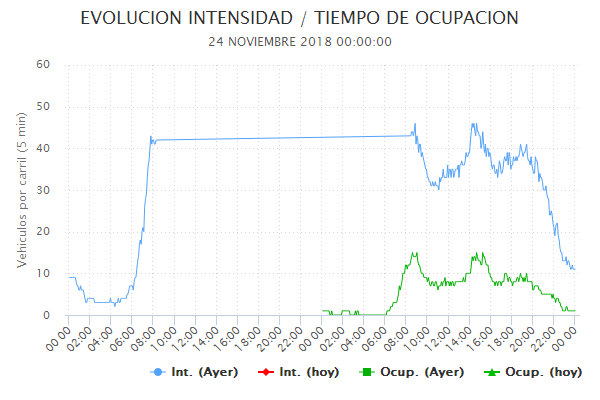 EVOLUCION INTENSIDAD / TIEMPO DE OCUPACION
24 NOVIEMBRE 2018 00:00:00
Vehículos por carril (5 min)
60
50
40
30
20
10
0
00:00 02:00 04:00 06:00 08:00 10:00 12:00 14:00 16:00 18:00 20:00 22:00 00:00 02:00 04:00 06:00 08:00 10:00 12:00 14:00 16:00 18:00 20:00 22:00 00:00
Int. (Ayer) Int. (hoy) Ocup. (Ayer) Ocup. (hoy)